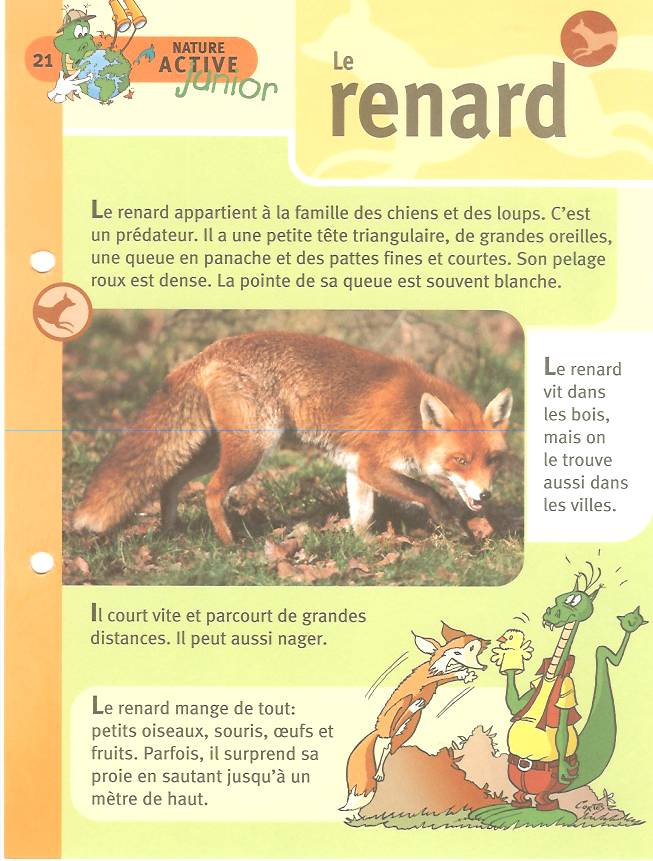 21
NATURE
ACTIVE
junior
Le
renard
Le renard appartient à la famille des chiens et des loups. C'est
un prédateur. Il a une petite tête triangulaire, de grandes oreilles,
une queue en panache et des pattes fines et courtes. Son pelage
roux est dense. La pointe de sa queue est souvent blanche.
Le renard
vit dans
les bois,
mais on
le trouve
aussi dans
les villes.
Il court vite et parcourt de grandes
distances. Il peut aussi nager.
Le renard mange de tout:
petits oiseaux, souris, œufs et
fruits. Parfois, il surprend sa
proie en sautant jusqu'à un
mètre de haut.